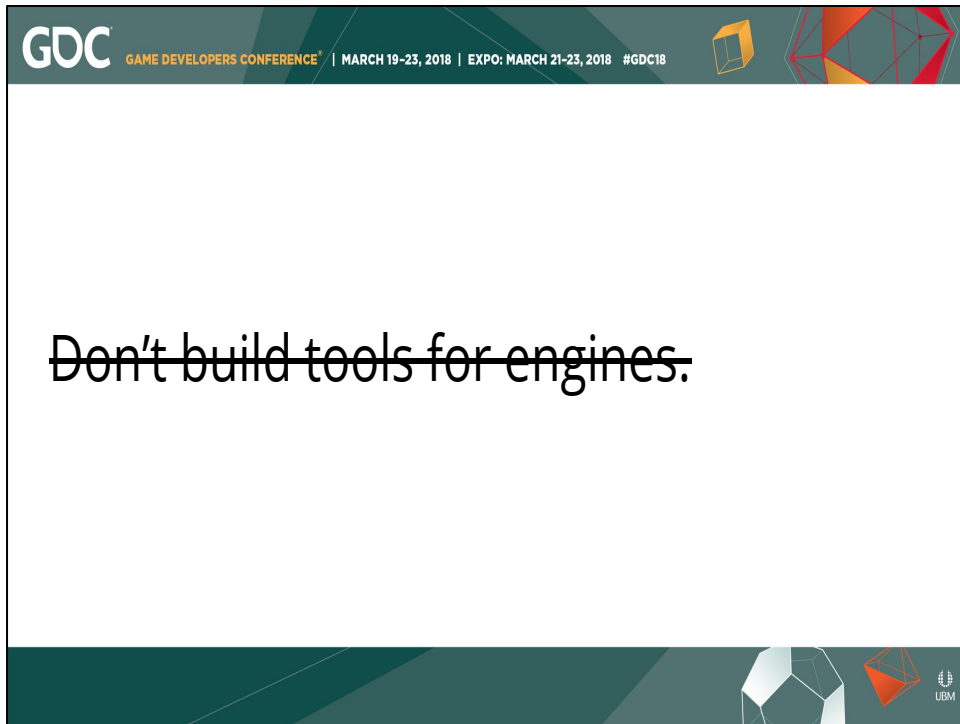 GDC GAME DEVELOPERS CONFERENCE® | MARCH 19–23, 2018 | EXPO: MARCH 21–23, 2018 #GDC18
Don't build tools for engines.
UBM